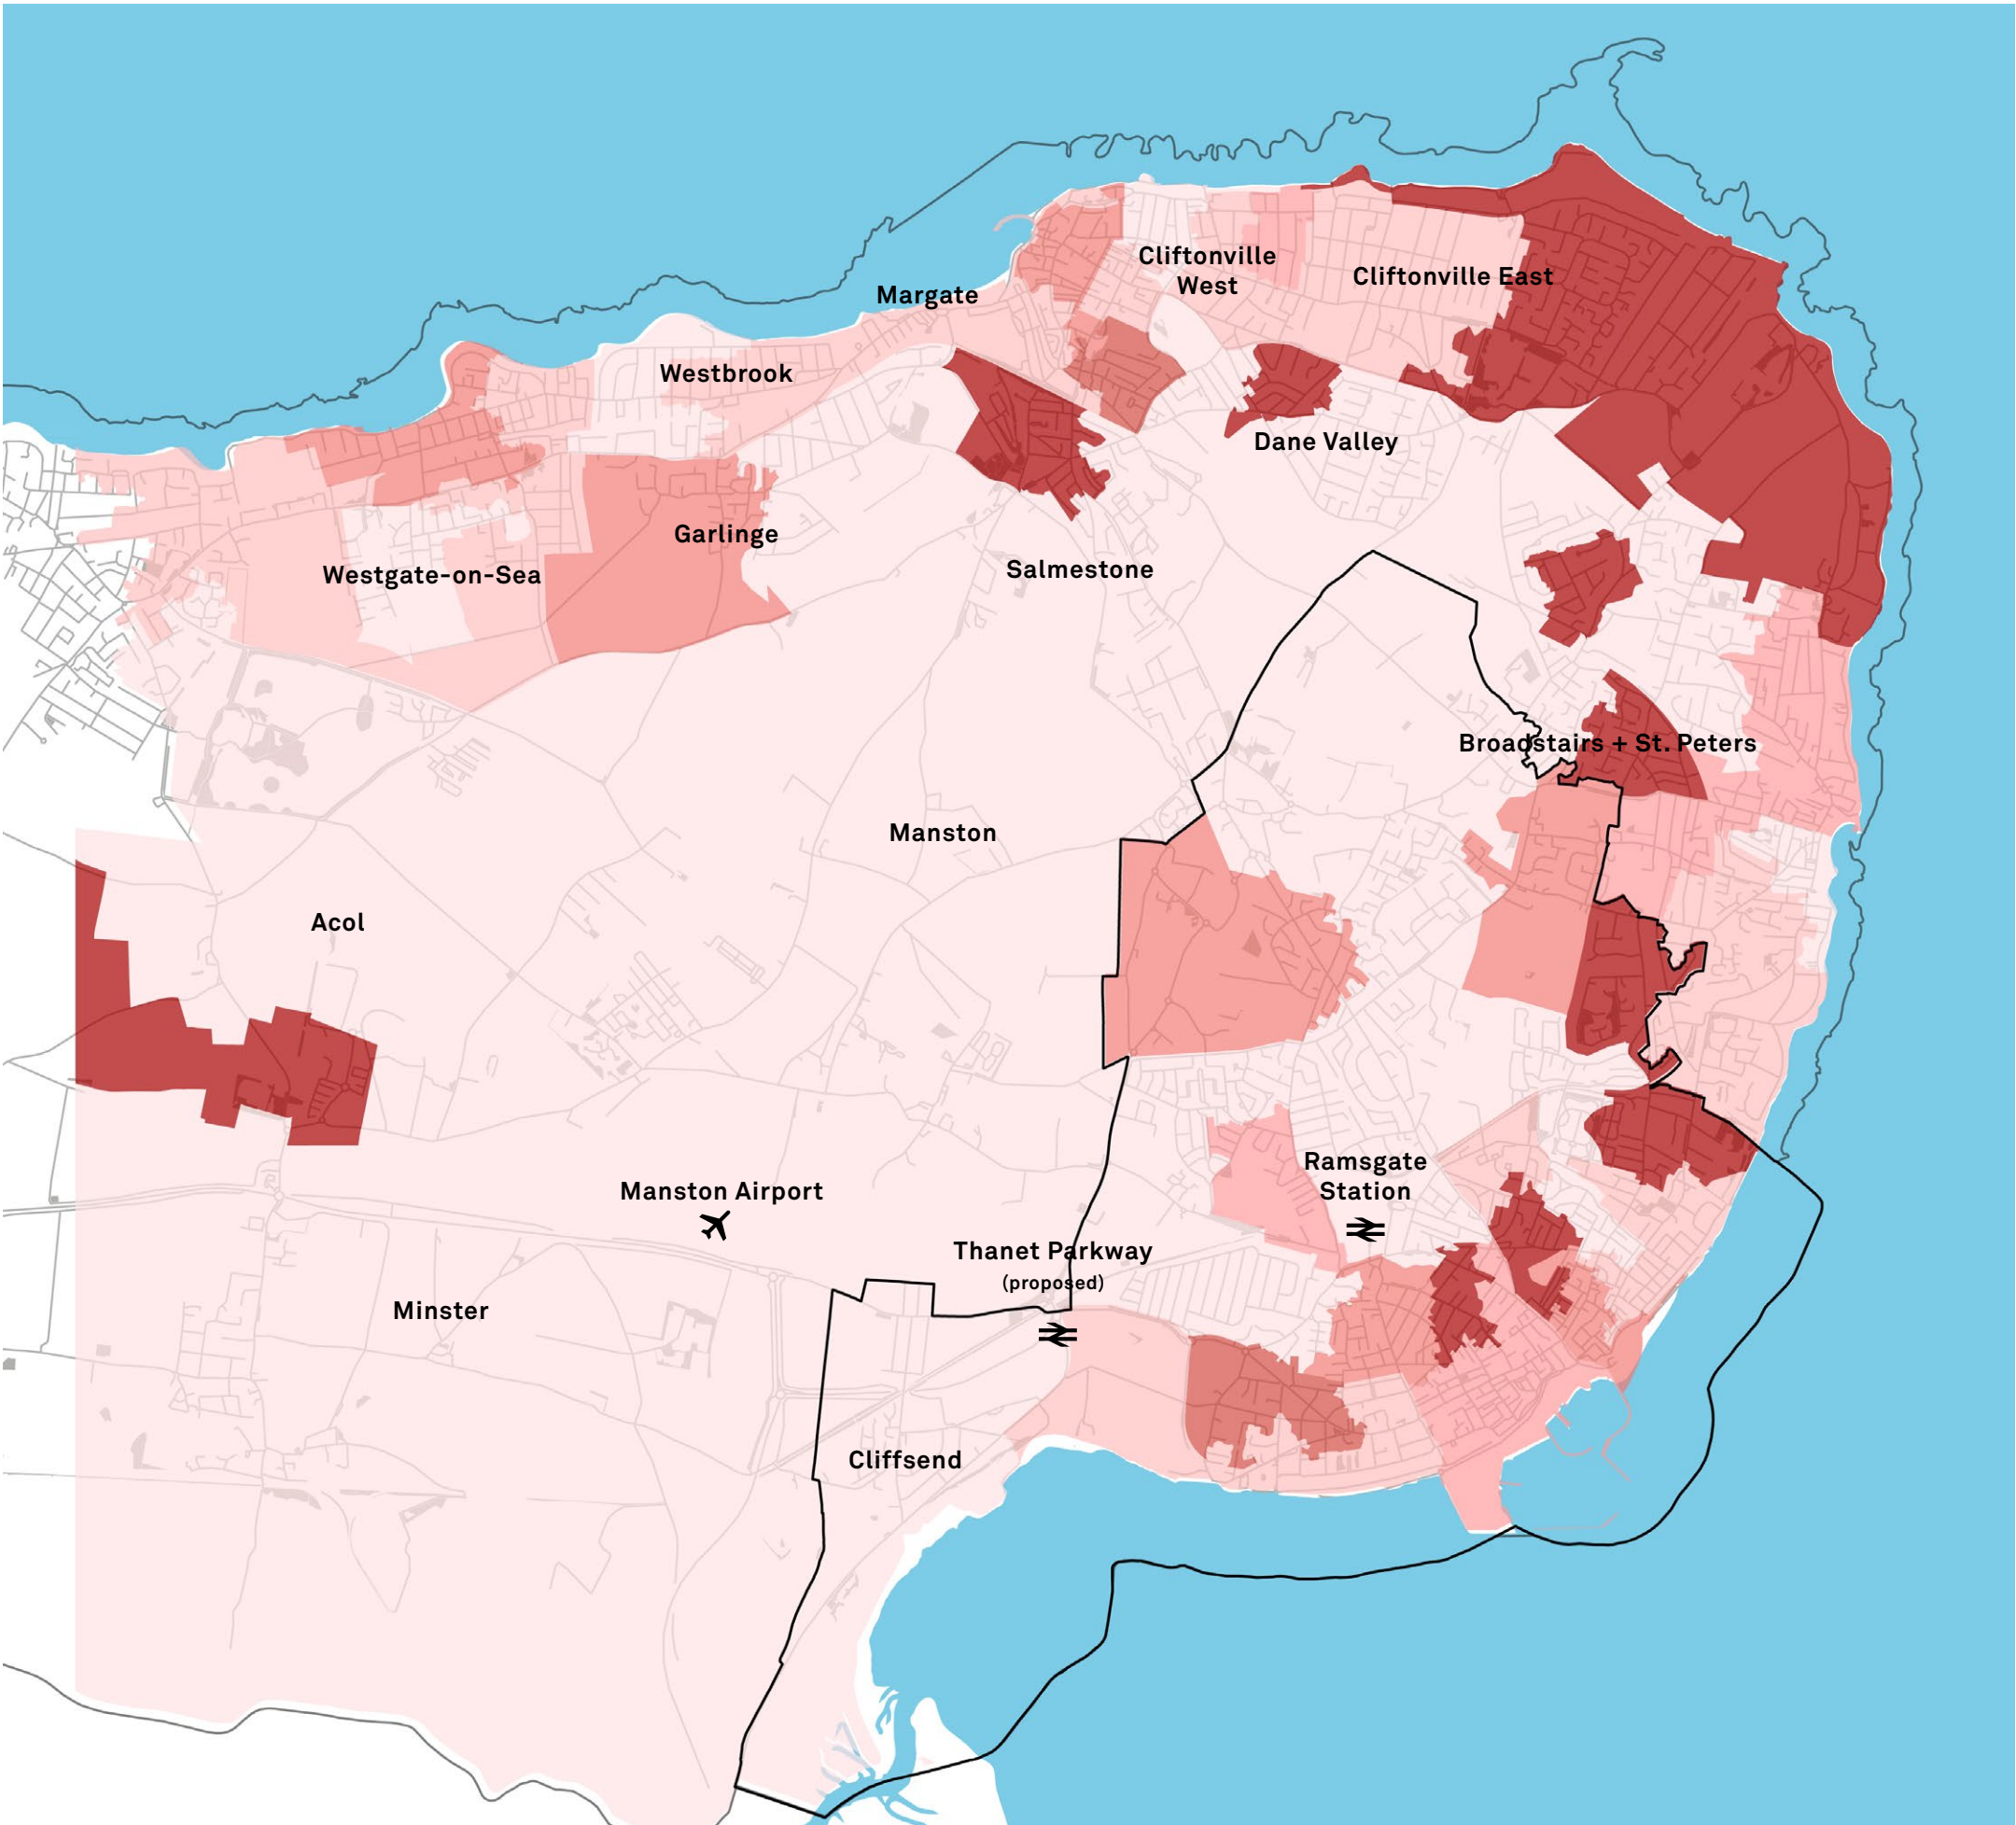 Cliftonville
West
Cliftonville East
Margate
Westbrook
Dane Valley
Garlinge
Salmestone
Westgate-on-Sea
Broadstairs + St. Peters
Manston
Acol
Ramsgate
Station
Manston Airport
Thanet Parkway
(proposed)
Minster
Cliffsend